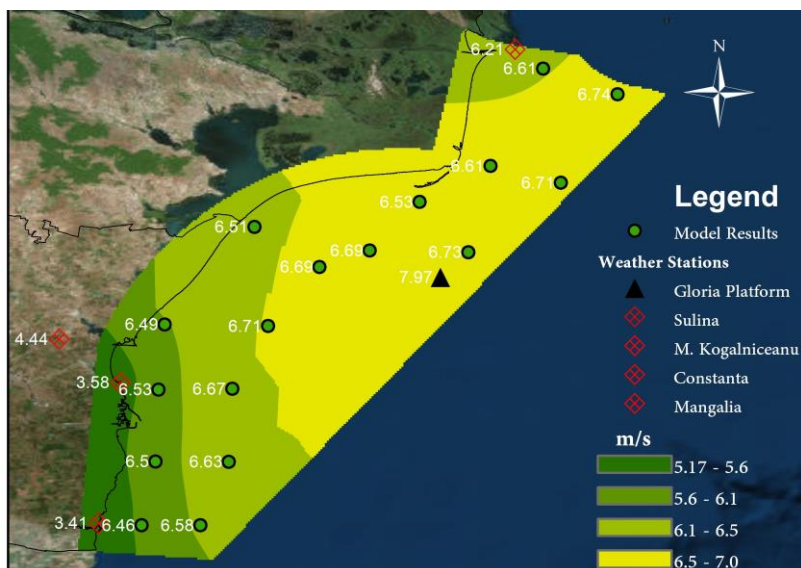 6.21
6.61
N
6.74
6.61
6.71
6.53
Legend
6.51
Model Results
6.69
6.73
Weather Stations
6.69
7.97
Gloria Platform
6.49
6.71
Sulina
4.44
M. Kogalniceanu
3.58
6.53
6.67
Constanta
Mangalia
m/s
6.5
6.63
5.17 - 5.6
5.6 - 6.1
3.41
6.46
6.58
6.1 - 6.5
6.5 - 7.0